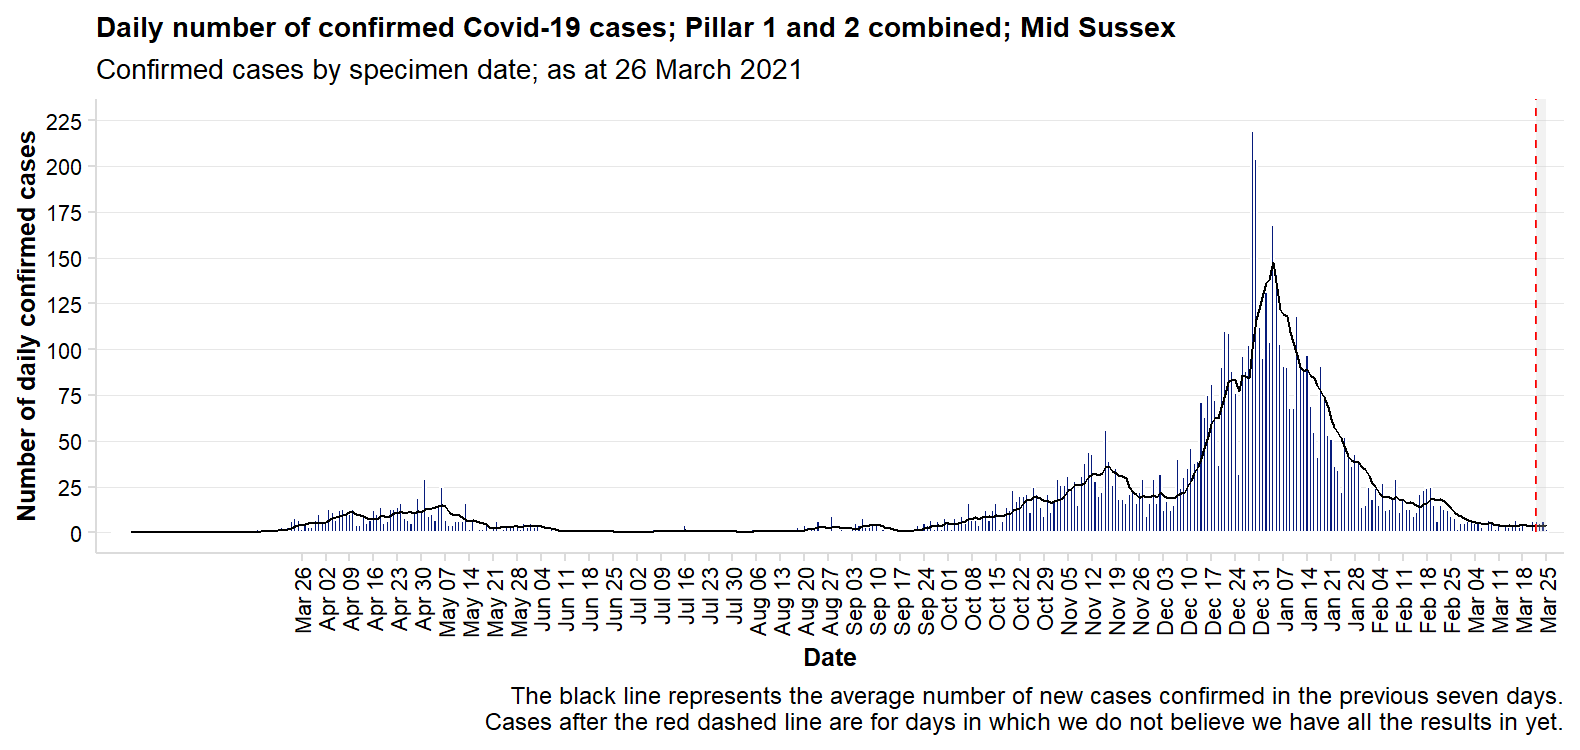 Daily number of confirmed Covid-19 cases; Pillar 1 and 2 combined; Mid Sussex
Confirmed cases by specimen date; as at 26 March 2021
Number of daily confirmed cases
225
200
175
150
125
100
75
50
25
0
Mar 26
Apr 02
Apr 09
Apr 16
Apr 23
Apr 30
May 07
May 14
May 21
May 28
Jun 04
Jun 11
Jun 18
Jun 25
Jul 02
Jul 09
Jul 16
Jul 23
Jul 30
Aug 06
Aug 13
Aug 20
Aug 27
Sep 03
Sep 10
Sep 17
Sep 24
Oct 01
Oct 08
Oct 15
Oct 22
Oct 29
Nov 05
Nov 12
Nov 19
Nov 26
Dec 03
Dec 10
Dec 17
Dec 24
Dec 31
Jan 07
Jan 14
Jan 21
Jan 28
Feb 04
Feb 11
Feb 18
Feb 25
Mar 04
Mar 11
Mar 18
Mar 25
Date
The black line represents the average number of new cases confirmed in the previous seven days.
Cases after the red dashed line are for days in which we do not believe we have all the results in yet.